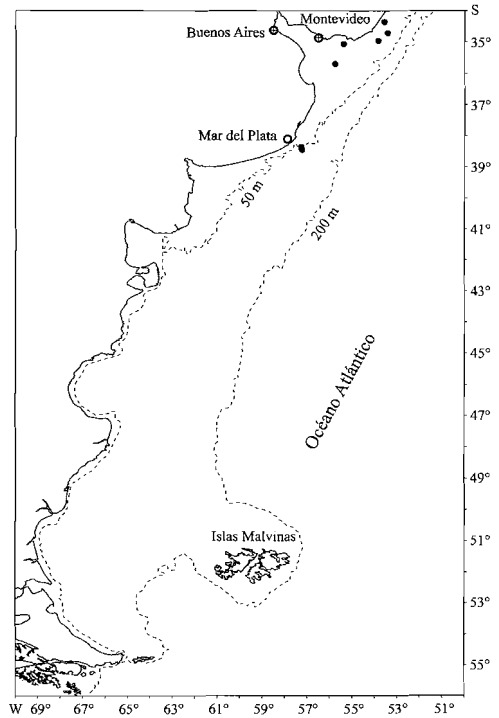 S
35°
Montevideo
Buenos Aires
37°
Mar del Plata
39°
50 m
200 m
41°
43°
45°
Océano Atlántico
47°
49°
Islas Malvinas
51°
53°
55°
W 69° 67° 65° 63° 61° 59° 57° 55° 53° 51°